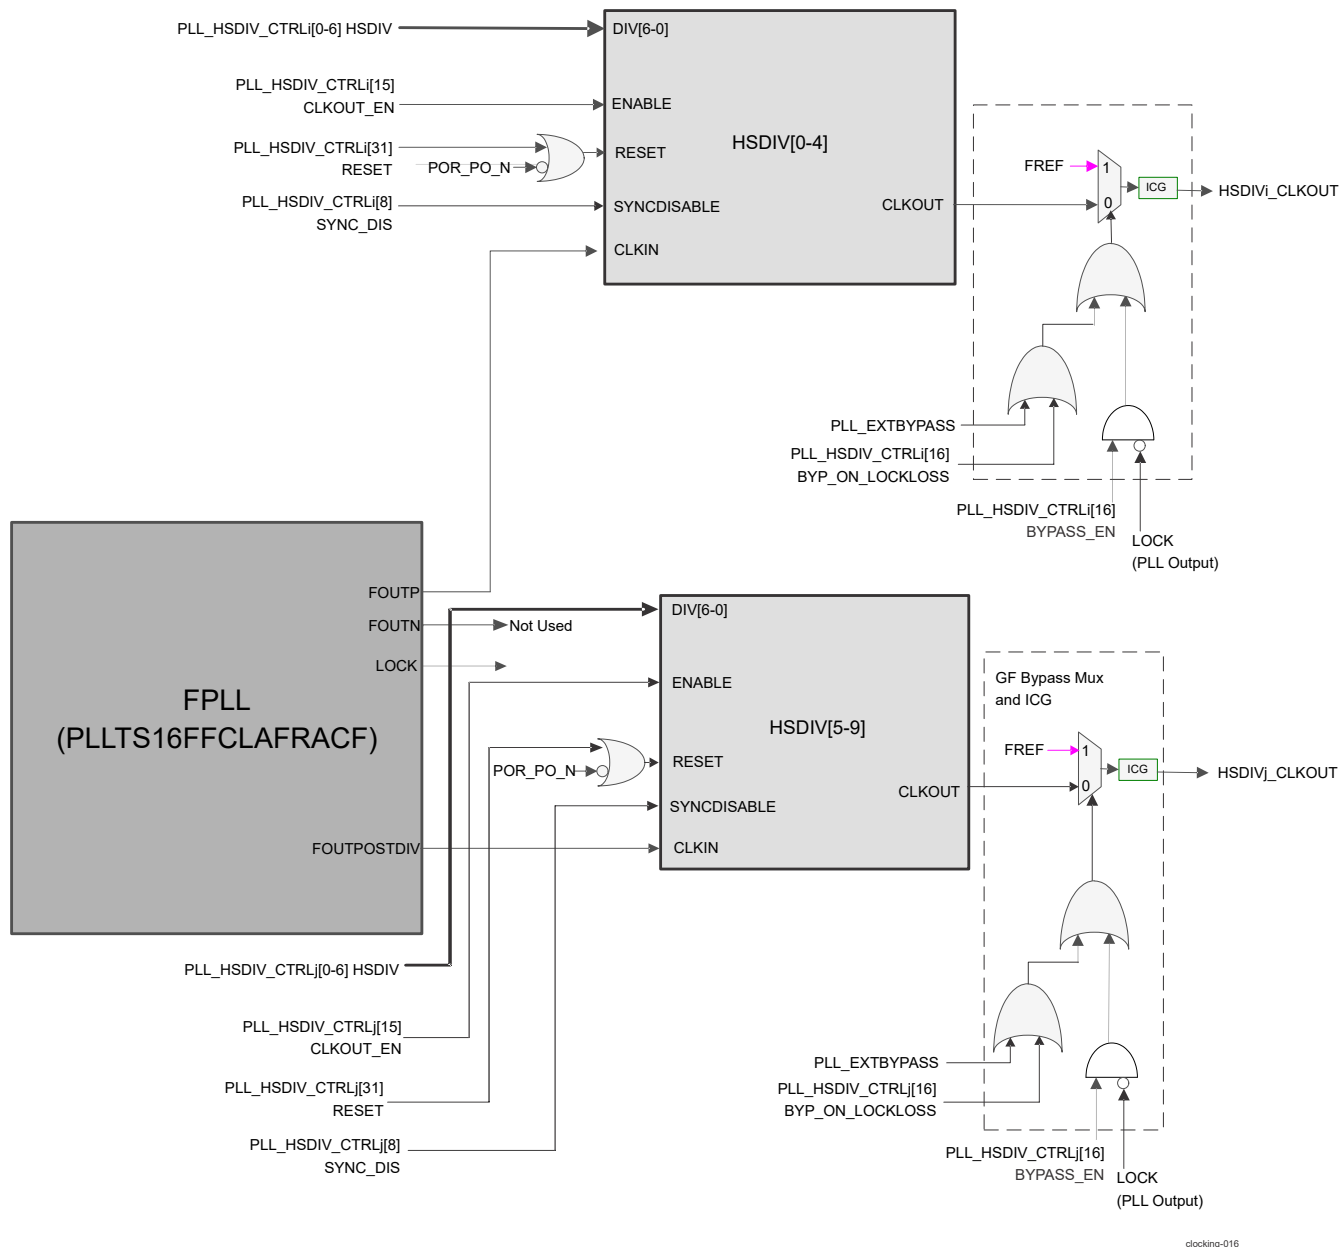 PLL_HSDIV_CTRLi[0-6] HSDIV
DIV[6-0]
PLL_HSDIV_CTRLi[15]
CLKOUT_EN
ENABLE
HSDIV[0-4]
PLL_HSDIV_CTRLi[31]
RESET
POR_PO_N
RESET
PLL_HSDIV_CTRLi[8]
SYNC_DIS
SYNCDISABLE
CLKOUT
CLKIN
FREF
1
0
ICG
HSDIVi_CLKOUT
PLL_EXTBYPASS
PLL_HSDIV_CTRLi[16]
BYP_ON_LOCKLOSS
PLL_HSDIV_CTRLi[16]
BYPASS_EN
LOCK
(PLL Output)
FOUTP
FOUTN
Not Used
LOCK
FPLL
(PLLTS16FFCLAFRACF)
FOUTPOSTDIV
DIV[6-0]
ENABLE
HSDIV[5-9]
POR_PO_N
RESET
SYNCDISABLE
CLKOUT
CLKIN
GF Bypass Mux
and ICG
FREF
1
0
ICG
HSDIVj_CLKOUT
PLL_HSDIV_CTRLj[0-6] HSDIV
PLL_HSDIV_CTRLj[15]
CLKOUT_EN
PLL_HSDIV_CTRLj[31]
RESET
PLL_HSDIV_CTRLj[8]
SYNC_DIS
PLL_EXTBYPASS
PLL_HSDIV_CTRLj[16]
BYP_ON_LOCKLOSS
PLL_HSDIV_CTRLj[16]
BYPASS_EN
LOCK
(PLL Output)
clocking-016